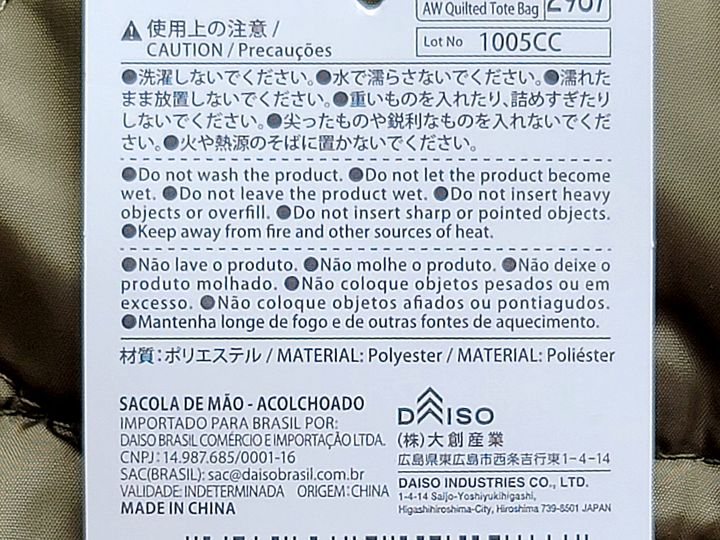 AW Quilted Tote Bag
Lot No 1005CC
使用上の注意 /
CAUTION / Precauções
●洗濯しないでください。●水で濡らさないでください。●濡れた
まま放置しないでください。●重いものを入れたり、詰めすぎたり
しないでください。●尖ったものや鋭利なものを入れないでくだ
さい。●火や熱源のそばに置かないでください。
●Do not wash the product. ●Do not let the product become
wet. ●Do not leave the product wet. ●Do not insert heavy
objects or overfill. ●Do not insert sharp or pointed objects.
●Keep away from fire and other sources of heat.
●Não lave o produto. ●Não molhe o produto. ●Não deixe o
produto molhado. ●Não coloque objetos pesados ou em
excesso. ●Não coloque objetos afiados ou pontiagudos.
●Mantenha longe de fogo e de outras fontes de aquecimento.
材質：ポリエステル / MATERIAL: Polyester / MATERIAL: Poliéster
SACOLA DE MÃO - ACOLCHOADO
IMPORTADO PARA BRASIL POR:
DAISO BRASIL COMÉRCIO E IMPORTAÇÃO LTDA.
CNPJ: 14.987.685/0001-16
SAC(BRASIL): sac@daisobrasil.com.br
VALIDADE: INDETERMINADA ORIGEM: CHINA
MADE IN CHINA
DAISO
(株)大創産業
広島県東広島市西条吉行東1-4-14
DAISO INDUSTRIES CO., LTD.
1-4-14 Saijo-Yoshiyukihigashi,
Higashihiroshima-City, Hiroshima 739-8501 JAPAN